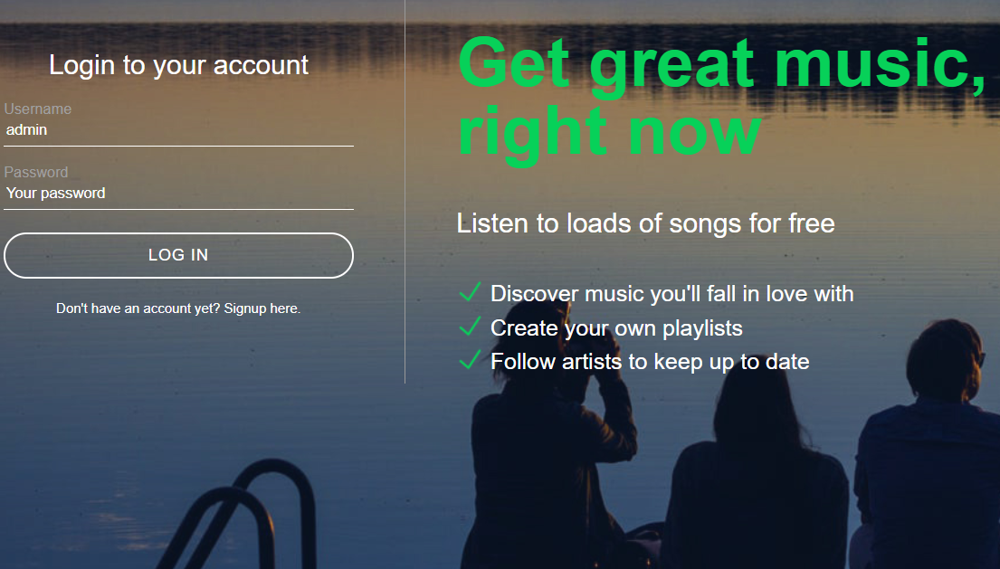 Login to your account
Username
admin
Password
Your password
LOG IN
Don't have an account yet? Signup here.
Get great music,
right now
Listen to loads of songs for free
Discover music you'll fall in love with
Create your own playlists
Follow artists to keep up to date